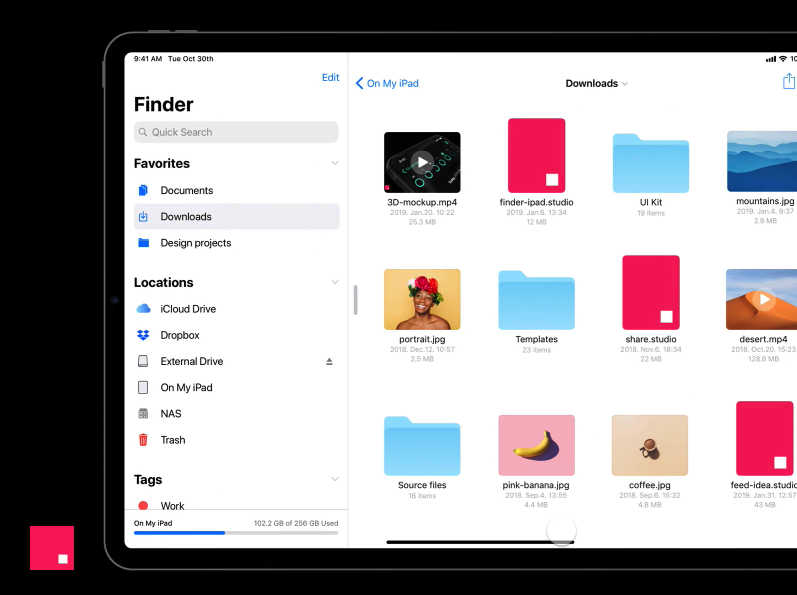 9:41 AM Tue Oct 30th
Edit
Finder
Quick Search
Favorites
Documents
Downloads
Design projects
Locations
iCloud Drive
Dropbox
External Drive
On My iPad
NAS
Trash
Tags
Work
On My iPad 102.2 GB of 256 GB Used
10
On My iPad
Downloads
3D-mockup.mp4
2019. Jan.20. 10:22
25.3 MB
finder-ipad.studio
2019. Jan.6. 13:34
12 MB
UI Kit
19 items
mountains.jpg
2019. Jan.4. 9:37
2.8 MB
portrait.jpg
2018. Dec.12. 10:57
2.5 MB
Templates
23 items
share.studio
2018. Nov.6. 18:34
22 MB
desert.mp4
2018. Oct.20. 15:23
128.6 MB
Source files
16 items
pink-banana.jpg
2018. Sep.4. 13:55
4.4 MB
coffee.jpg
2018. Sep.6. 15:32
4.8 MB
feed-idea.studio
2019. Jan.31. 12:57
43 MB